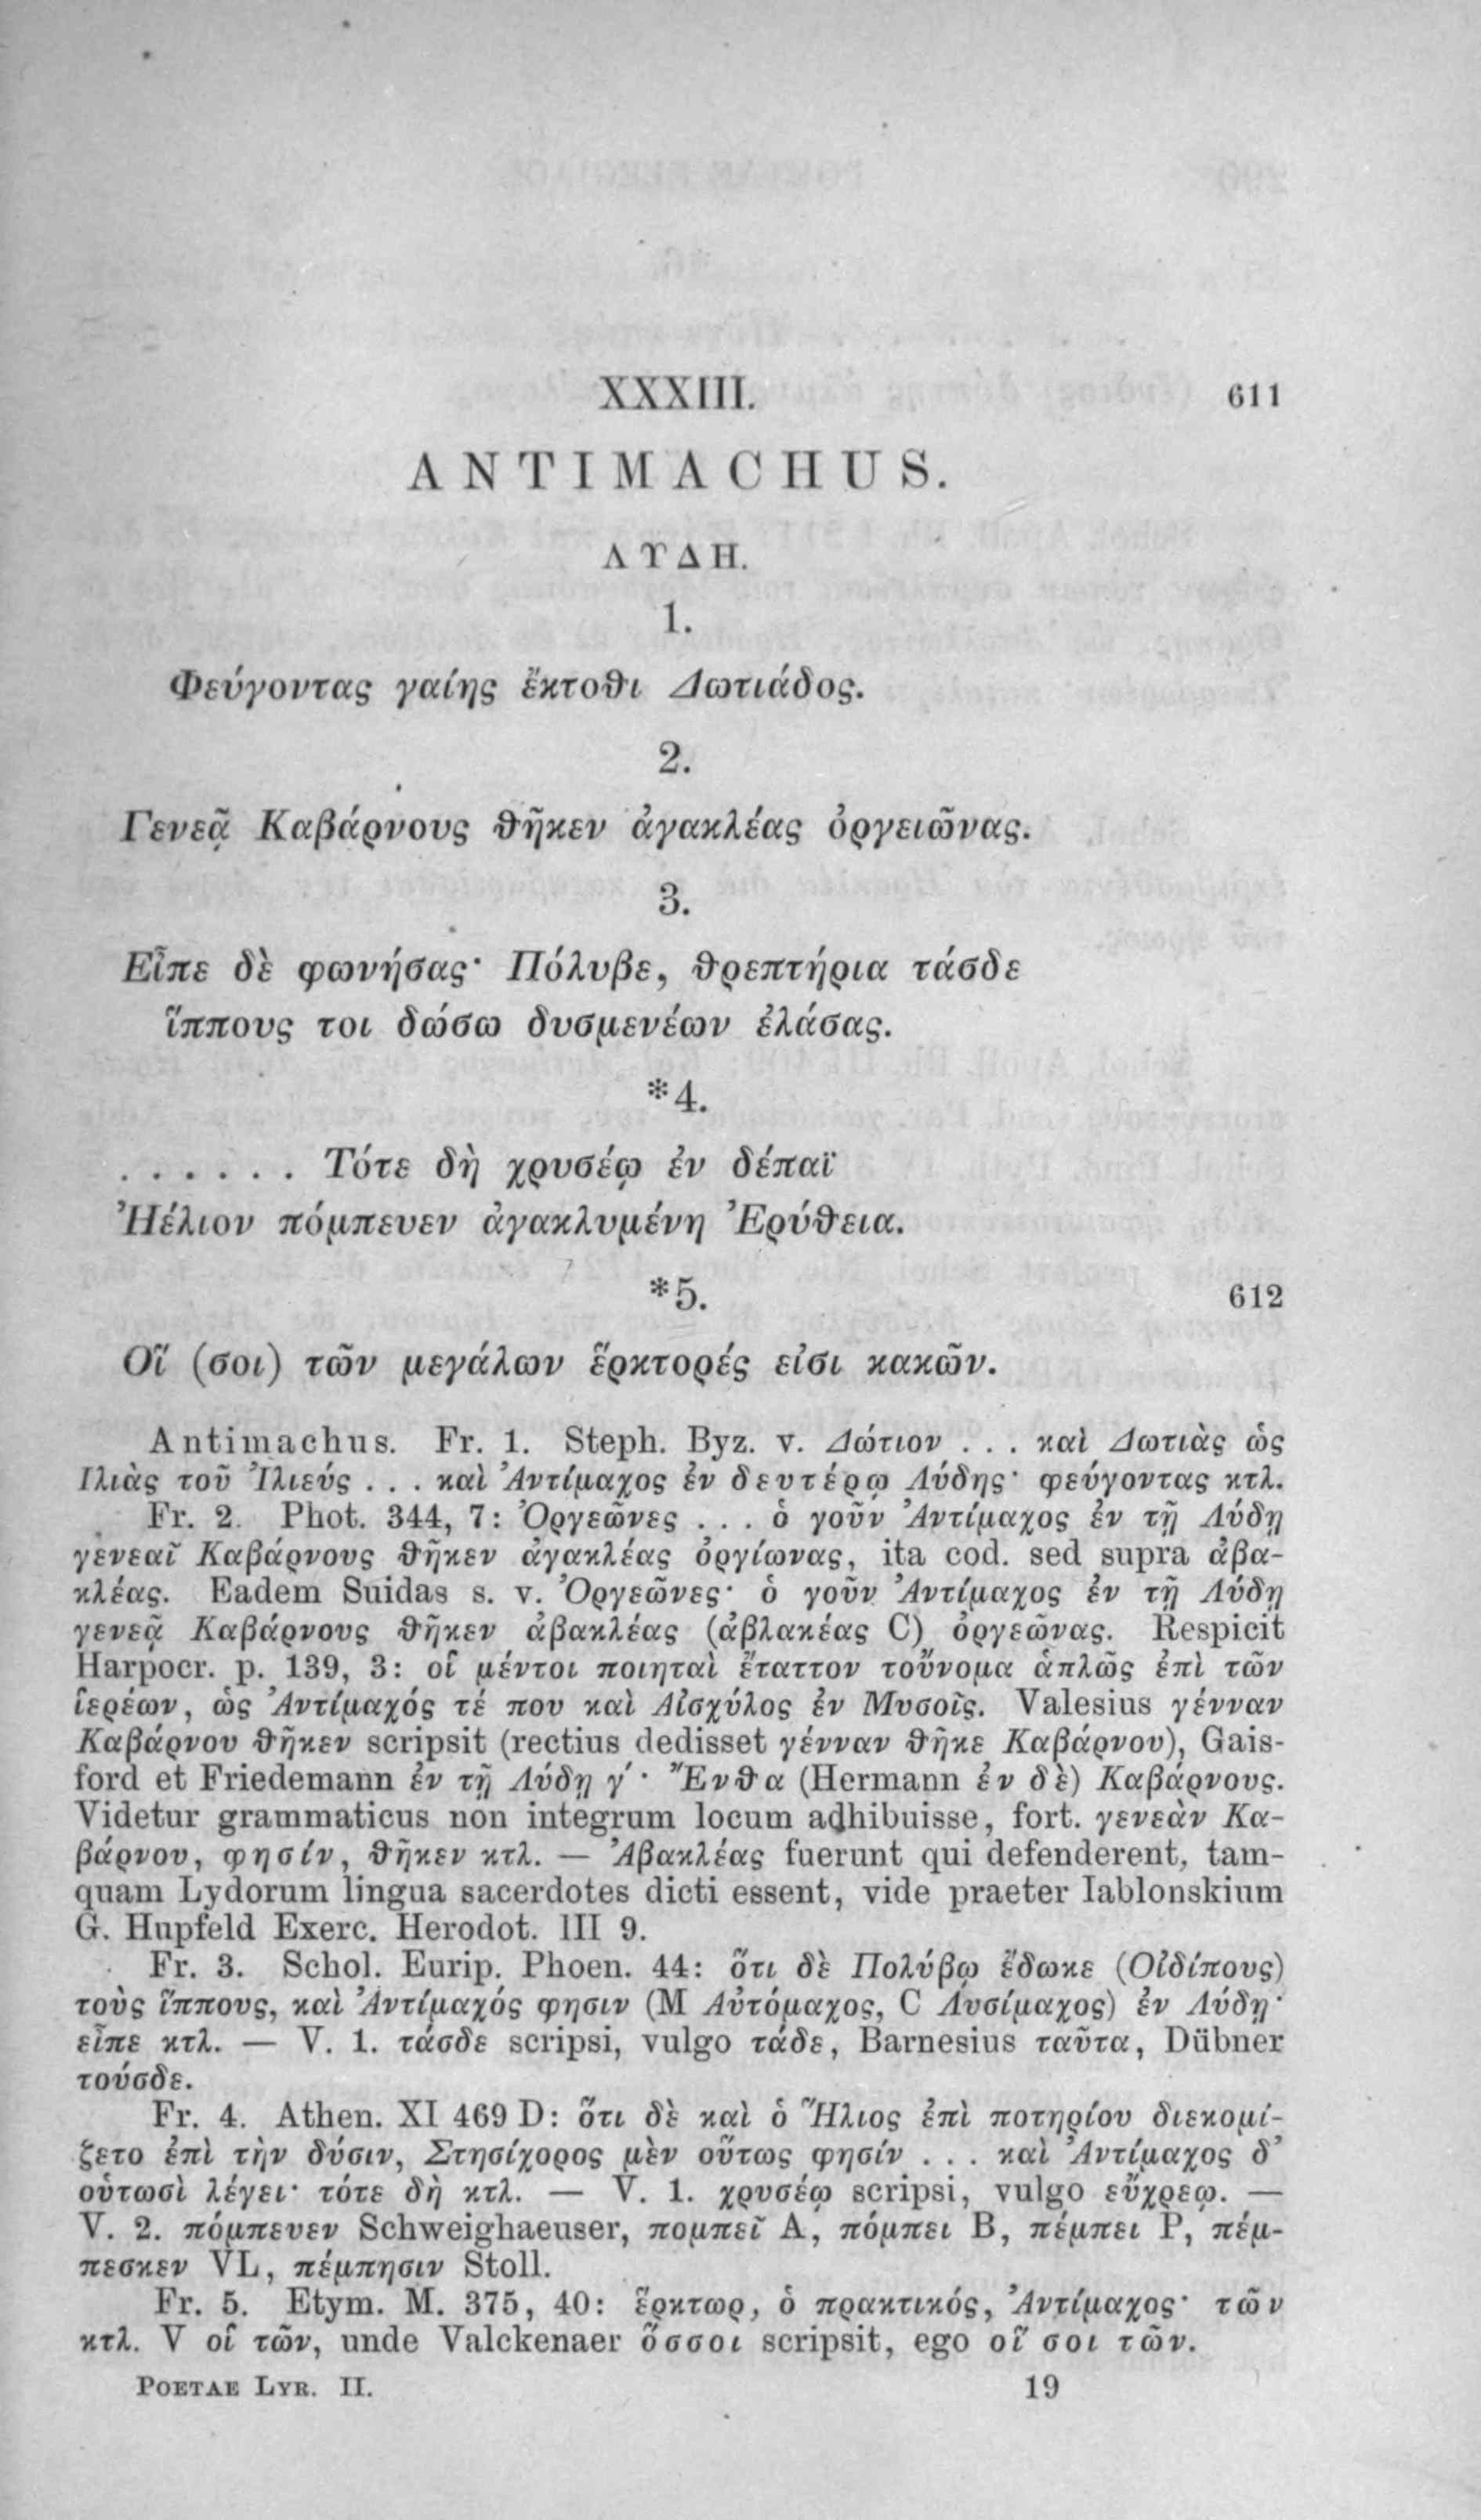 XXXIII. 611
ANTIMACHUS.
ΛΥΔΗ.
1.
Φεύγοντας γαίης ἔκτοθι Δωτιάδος.
2.
Γενεᾷ Καβάρνους θῆκεν ἀγακλέας ὀργειῶνας.
3.
Εἶπε δὲ φωνήσας· Πόλυβε, θρεπτήρια τάσδε
ἵππους τοι δώσω δυσμενέων ἐλάσας.
*4.
. . . . . . Τότε δὴ χρυσέῳ ἐν δέπαϊ
Ἠέλιον πόμπευεν ἀγακλυμένη Ἐρύθεια.
*5. 612
Οἵ (σοι) τῶν μεγάλων ἕρκτορές εἰσι κακῶν.
Antimachus. Fr. 1. Steph. Byz. v. Δώτιον . . . καὶ Δωτιὰς ὡς
Ιλιὰς τοῦ Ἰλιεύς . . . καὶ Ἀντίμαχος ἐν δευτέρῳ Λύδης· φεύγοντας κτλ.
Fr. 2. Phot. 344, 7: Ὀργεῶνες . . . ὁ γοῦν Ἀντίμαχος ἐν τῇ Λύδῃ
γενεαῖ Καβάρνους θῆκεν ἀγακλέας ὀργίωνας, ita cod. sed supra ἀβα-
κλέας. Eadem Suidas s. v. Ὀργεῶνες· ὁ γοῦν Ἀντίμαχος ἐν τῇ Λύδῃ
γενεᾷ Καβάρνους θῆκεν ἀβακλέας (ἀβλακέας C) ὀργεῶνας. Respicit
Harpocr. p. 139, 3: οἱ μέντοι ποιηταὶ ἔταττον τοὔνομα ἁπλῶς ἐπὶ τῶν
ἱερέων, ὡς Ἀντίμαχός τέ που καὶ Αἰσχύλος ἐν Μυσοῖς. Valesius γένναν
Καβάρνου θῆκεν scripsit (rectius dedisset γένναν θῆκε Καβάρνου), Gais-
ford et Friedemann ἐν τῇ Λύδῃ γ΄· Ἔνθα (Hermann ἐν δὲ) Καβάρνους.
Videtur grammaticus non integrum locum adhibuisse, fort. γενεὰν Κα-
βάρνου, φησίν, θῆκεν κτλ. — Ἀβακλέας fuerunt qui defenderent, tam-
quam Lydorum lingua sacerdotes dicti essent, vide praeter Iablonskium
G. Hupfeld Exerc. Herodot. III 9.
Fr. 3. Schol. Eurip. Phoen. 44: ὅτι δὲ Πολύβῳ ἔδωκε (Οἰδίπους)
τοὺς ἵππους, καὶ Ἀντίμαχός φησιν (M Αὐτόμαχος, C Λυσίμαχος) ἐν Λύδῃ·
εἶπε κτλ. — V. 1. τάσδε scripsi, vulgo τάδε, Barnesius ταῦτα, Dübner
τούσδε.
Fr. 4. Athen. XI 469 D: ὅτι δὲ καὶ ὁ Ἥλιος ἐπὶ ποτηρίου διεκομί-
ζετο ἐπὶ τὴν δύσιν, Στησίχορος μὲν οὕτως φησίν . . . καὶ Ἀντίμαχος δ’
οὑτωσὶ λέγει· τότε δὴ κτλ. — V. 1. χρυσέῳ scripsi, vulgo εὔχρεῳ. —
V. 2. πόμπευεν Schweighaeuser, πομπεῖ A, πόμπει B, πέμπει P, πέμ-
πεσκεν VL, πέμπησιν Stoll.
Fr. 5. Etym. M. 375, 40: ἕρκτωρ, ὁ πρακτικός, Ἀντίμαχος· τῶν
κτλ. V οἱ τῶν, unde Valckenaer ὅσσοι scripsit, ego οἵ σοι τῶν.
POETAE LYR. II. 19